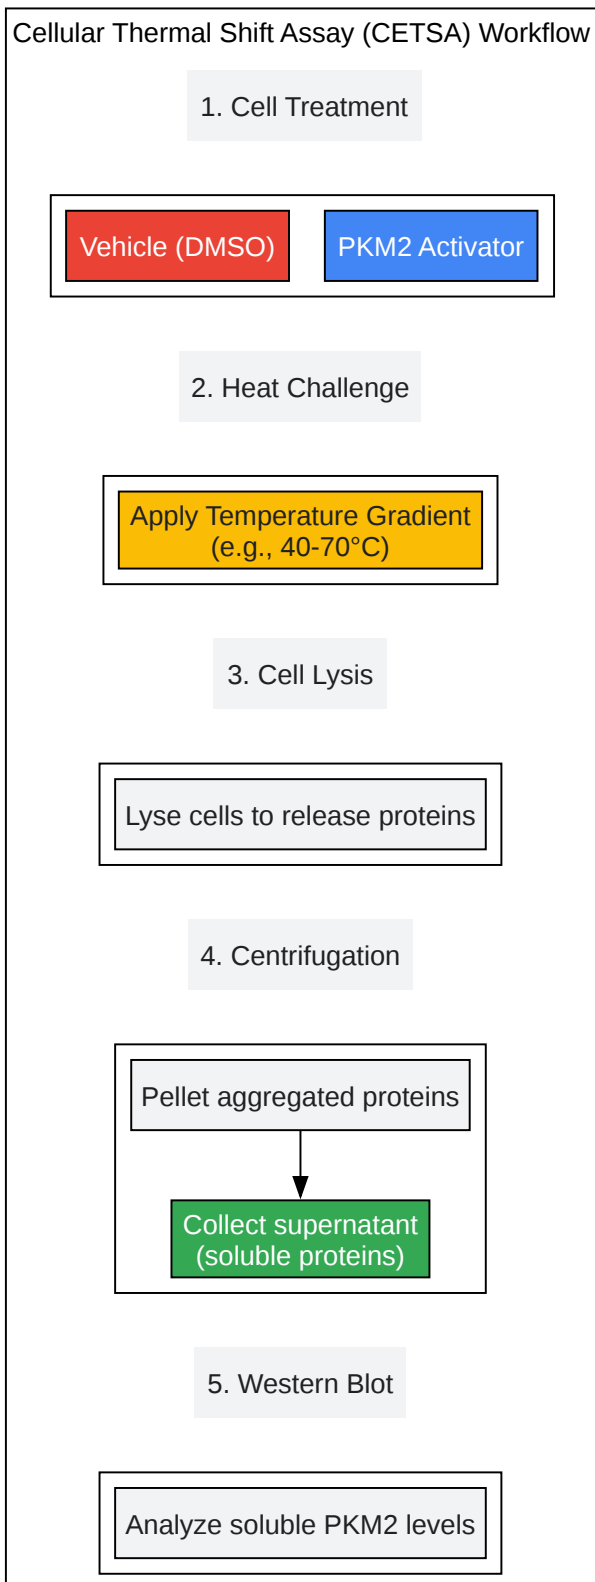 Cellular Thermal Shift Assay (CETSA) Workflow
1. Cell Treatment
Vehicle (DMSO)
PKM2 Activator
2. Heat Challenge
Apply Temperature Gradient
(e.g., 40-70°C)
3. Cell Lysis
Lyse cells to release proteins
4. Centrifugation
Pellet aggregated proteins
Collect supernatant
(soluble proteins)
5. Western Blot
Analyze soluble PKM2 levels